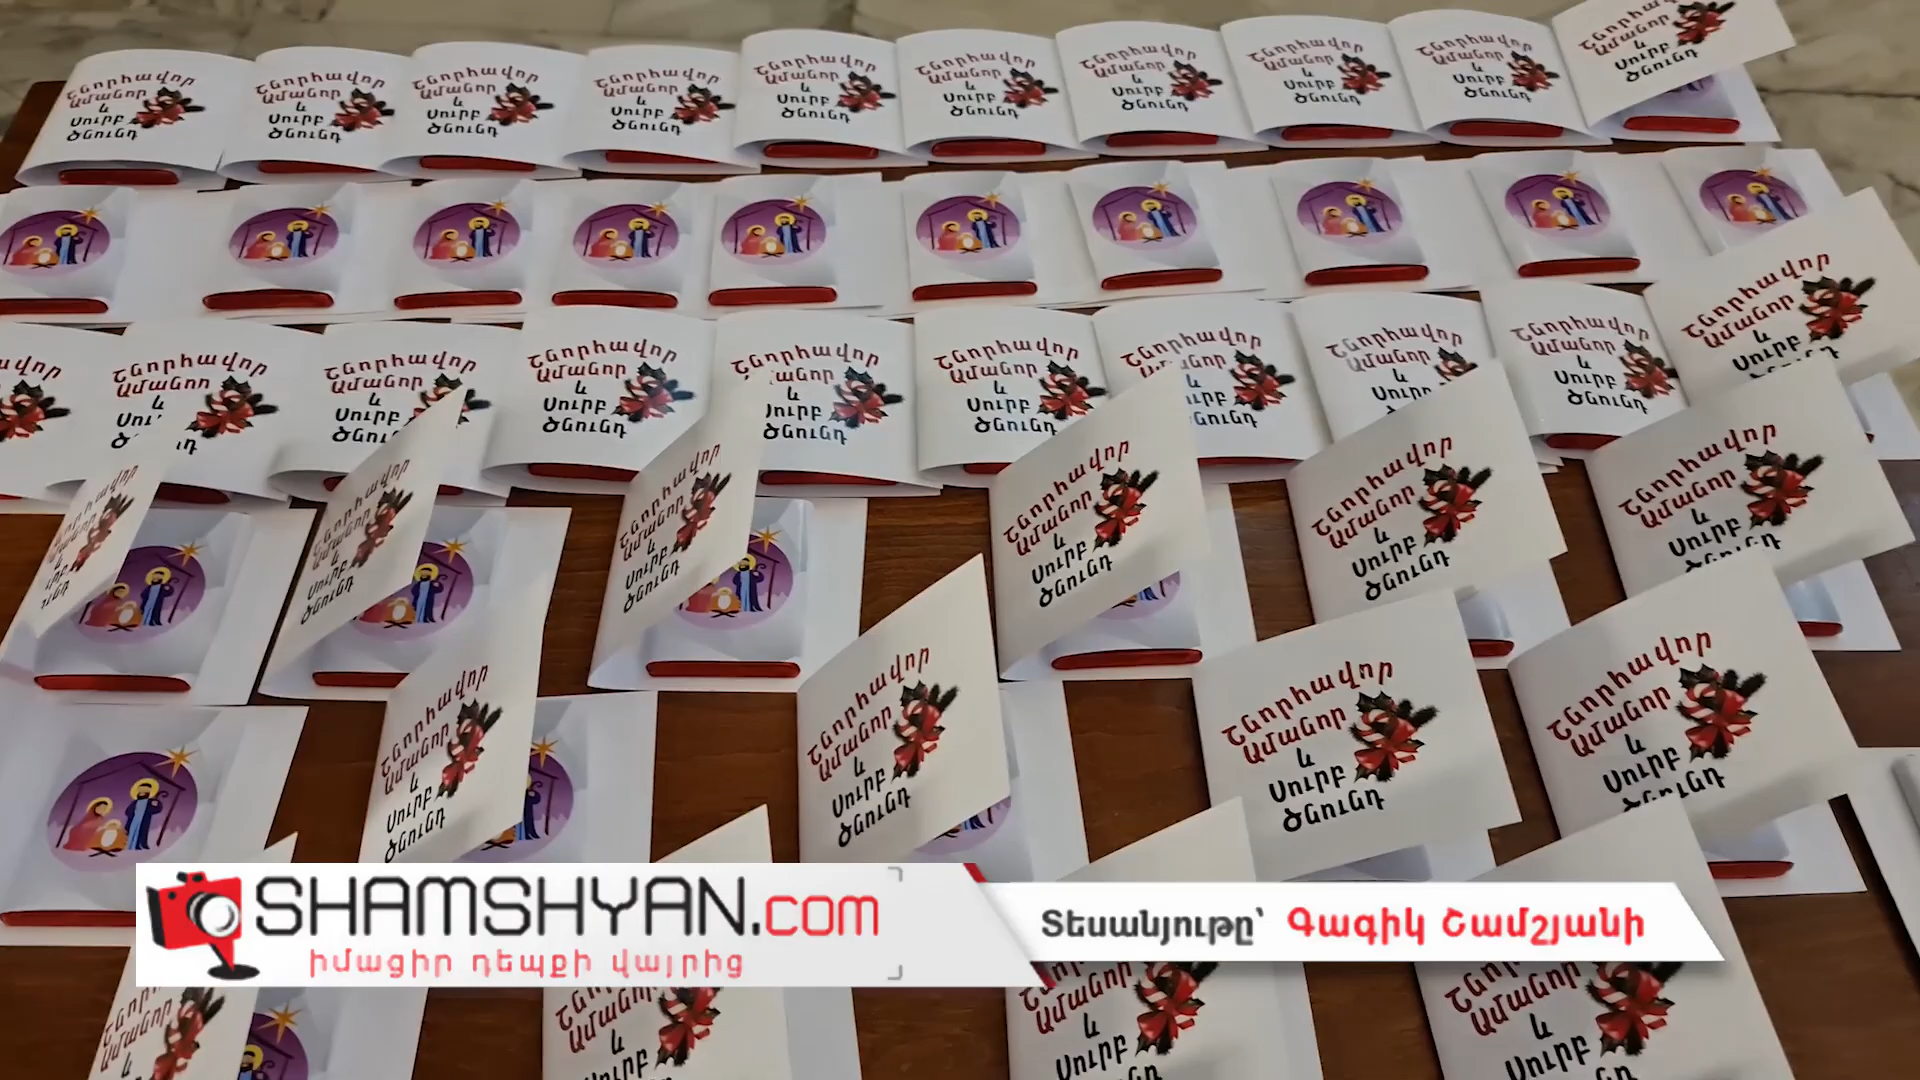 Շնորհավոր
Ամանոր
և
Սուրբ
Ծնունդ
SHAMSHYAN.com
իմացիր դեպքի վայրից
Տեսանյութը՝ Գագիկ Շամշյանի